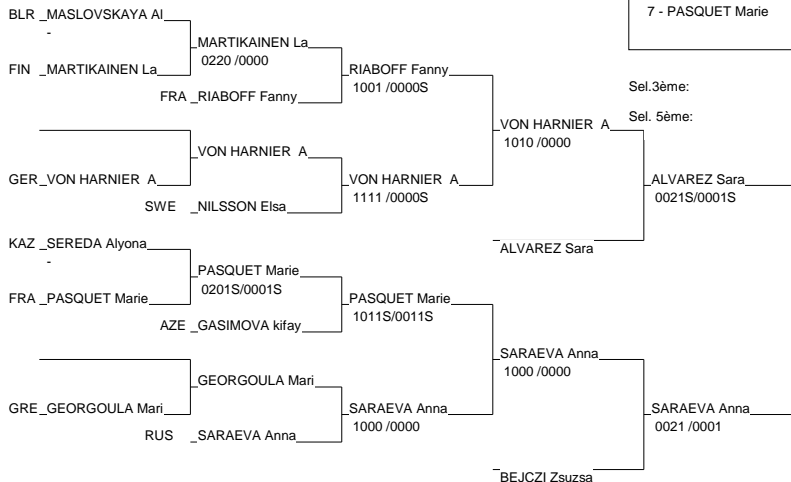 7 - PASQUET Marie
BLR _MASLOVSKAYA Al
-
MARTIKAINEN La
0220 /0000
FIN _MARTIKAINEN La
RIABOFF Fanny
1001 /0000S
FRA _RIABOFF Fanny
Sel.3ème:
Sel. 5ème:
VON HARNIER A
1010 /0000
VON HARNIER A
GER _VON HARNIER A
VON HARNIER A
1111 /0000S
ALVAREZ Sara
0021S/0001S
SWE _NILSSON Elsa
KAZ _SEREDA Alyona
-
ALVAREZ Sara
PASQUET Marie
0201S/0001S
FRA _PASQUET Marie
PASQUET Marie
1011S/0011S
AZE _GASIMOVA kifay
SARAEVA Anna
1000 /0000
GEORGOULA Mari
GRE _GEORGOULA Mari
SARAEVA Anna
1000 /0000
SARAEVA Anna
0021 /0001
RUS _SARAEVA Anna
BEJCZI Zsuzsa